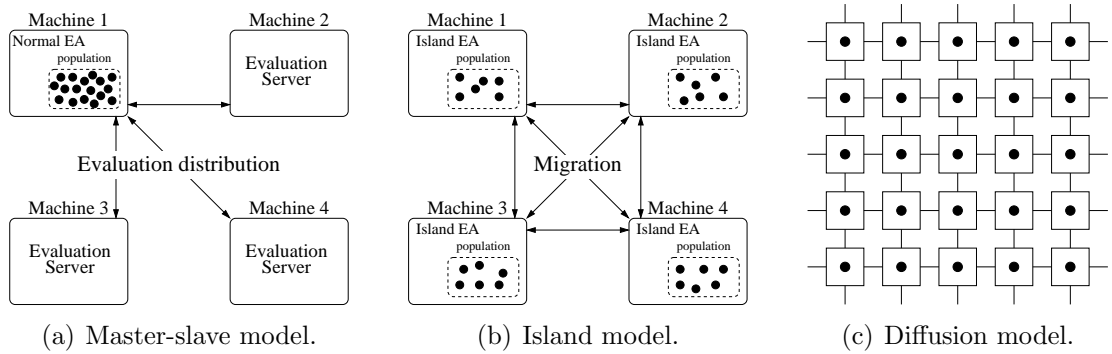 Machine 1
Normal EA
population
Machine 2
Evaluation
Server
Evaluation distribution
Machine 3
Evaluation
Server
Machine 4
Evaluation
Server
(a) Master-slave model.
Machine 1
Island EA
population
Machine 2
Island EA
population
Migration
Machine 3
Island EA
population
Machine 4
Island EA
population
(b) Island model.
(c) Diffusion model.